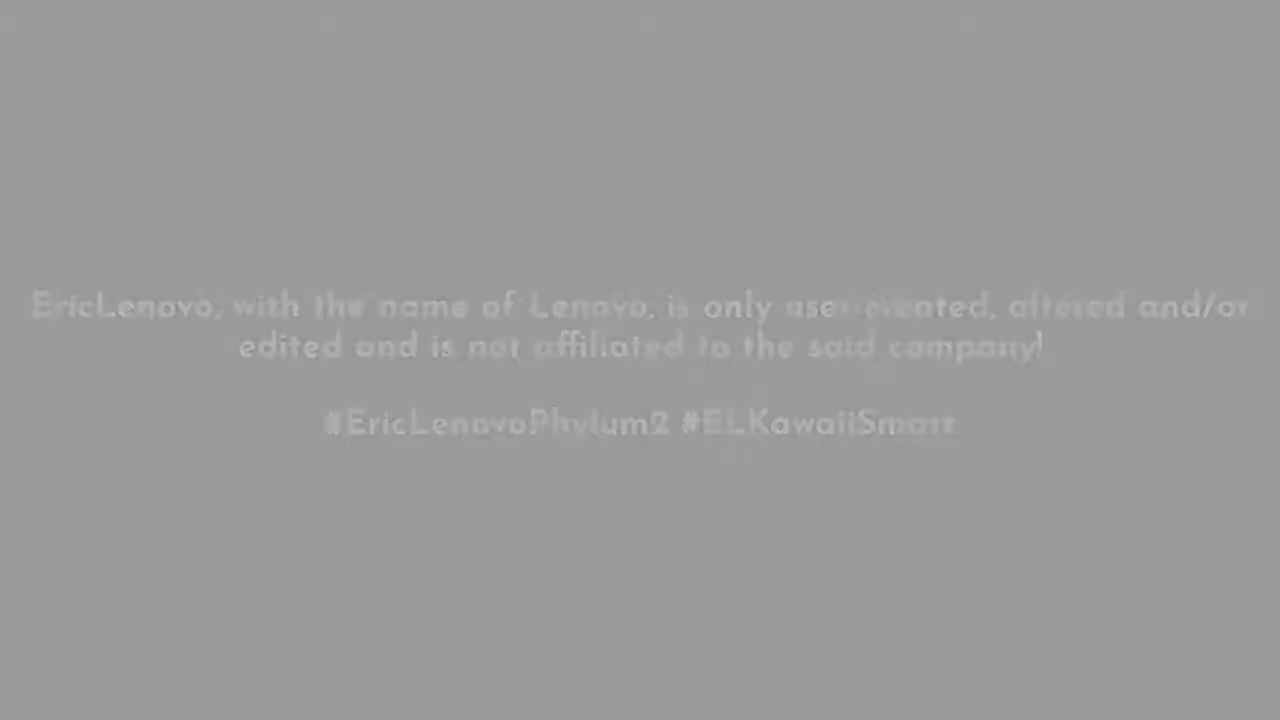 EricLenovo, with the name of Lenovo, is only user-created, altered and/or
edited and is not affiliated to the said company!
#EricLenovoPhylum2 #ELKawaiiSmart